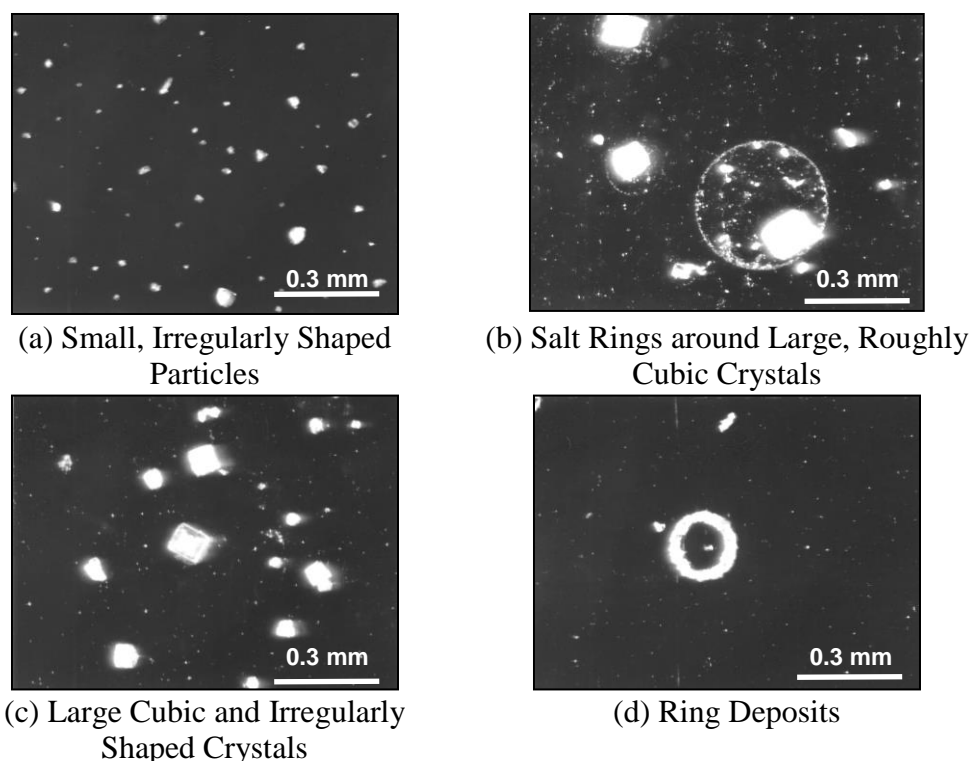 0.3 mm
0.3 mm
(a) Small, Irregularly Shaped
Particles
(b) Salt Rings around Large, Roughly
Cubic Crystals
0.3 mm
0.3 mm
(c) Large Cubic and Irregularly
Shaped Crystals
(d) Ring Deposits